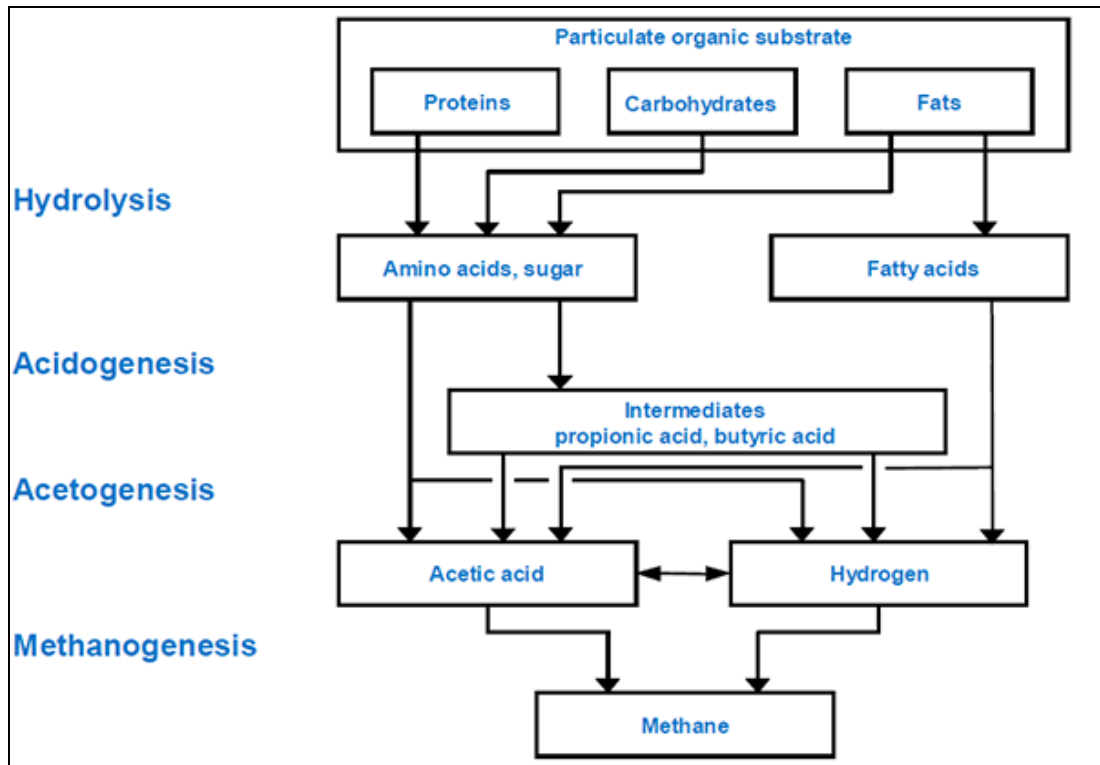 Particulate organic substrate
Proteins
Carbohydrates
Fats
Hydrolysis
Amino acids, sugar
Fatty acids
Acidogenesis
Intermediates
propionic acid, butyric acid
Acetogenesis
Acetic acid
Hydrogen
Methanogenesis
Methane